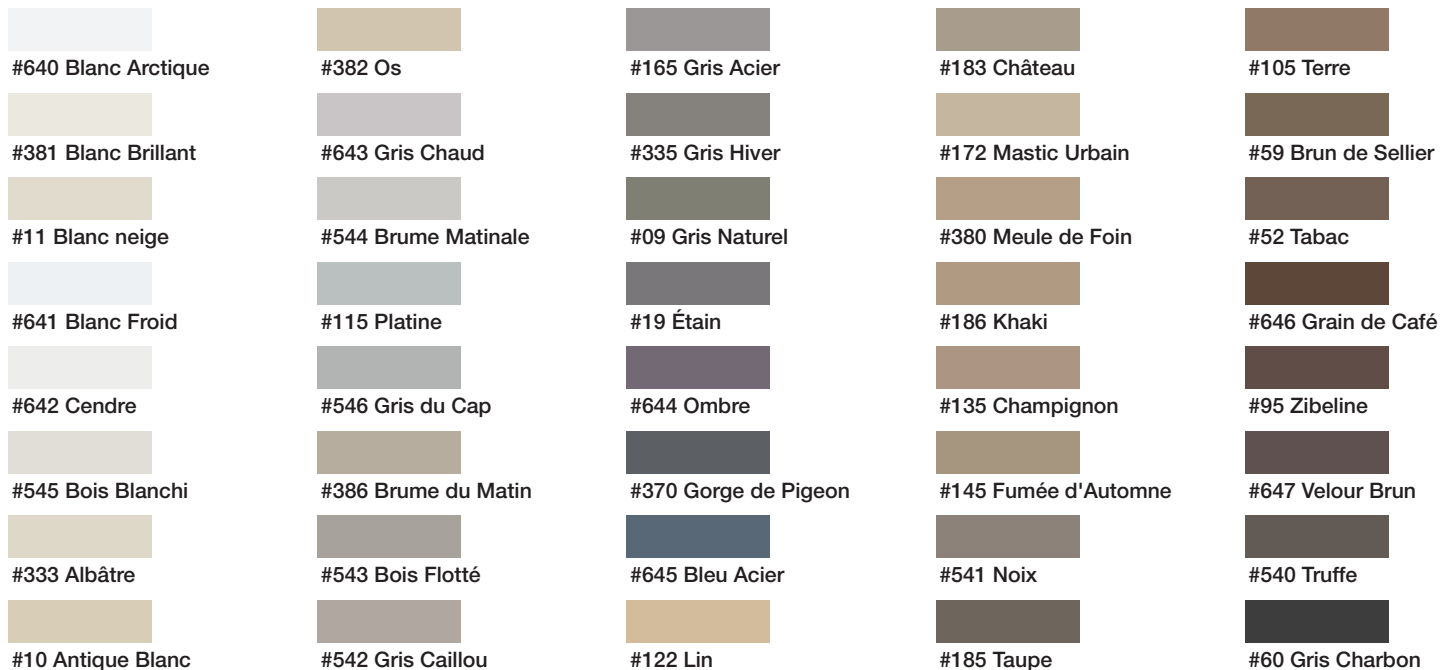 #640 Blanc Arctique
#382 Os
#165 Gris Acier
#183 Château
#105 Terre
#381 Blanc Brillant
#643 Gris Chaud
#335 Gris Hiver
#172 Mastic Urbain
#59 Brun de Sellier
#11 Blanc neige
#544 Brume Matinale
#09 Gris Naturel
#380 Meule de Foin
#52 Tabac
#641 Blanc Froid
#115 Platine
#19 Étain
#186 Khaki
#646 Grain de Café
#642 Cendre
#546 Gris du Cap
#644 Ombre
#135 Champignon
#95 Zibeline
#545 Bois Blanchi
#386 Brume du Matin
#370 Gorge de Pigeon
#145 Fumée d'Automne
#647 Velour Brun
#333 Albâtre
#543 Bois Flotté
#645 Bleu Acier
#541 Noix
#540 Truffe
#10 Antique Blanc
#542 Gris Caillou
#122 Lin
#185 Taupe
#60 Gris Charbon